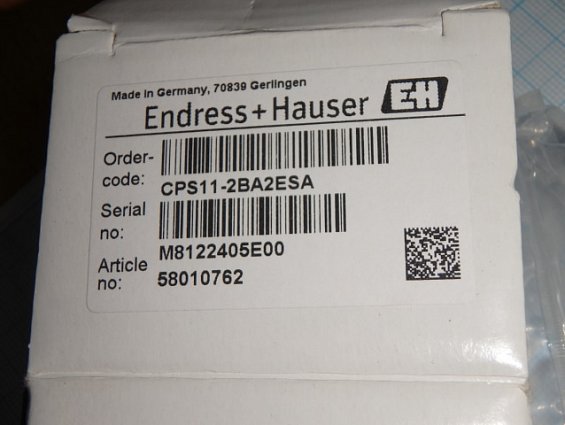 Made in Germany, 70839 Gerlingen
Endress+Hauser EH
Order-
code:
CPS11-2BA2ESA
Serial
no:
M8122405E00
Article
no:
58010762